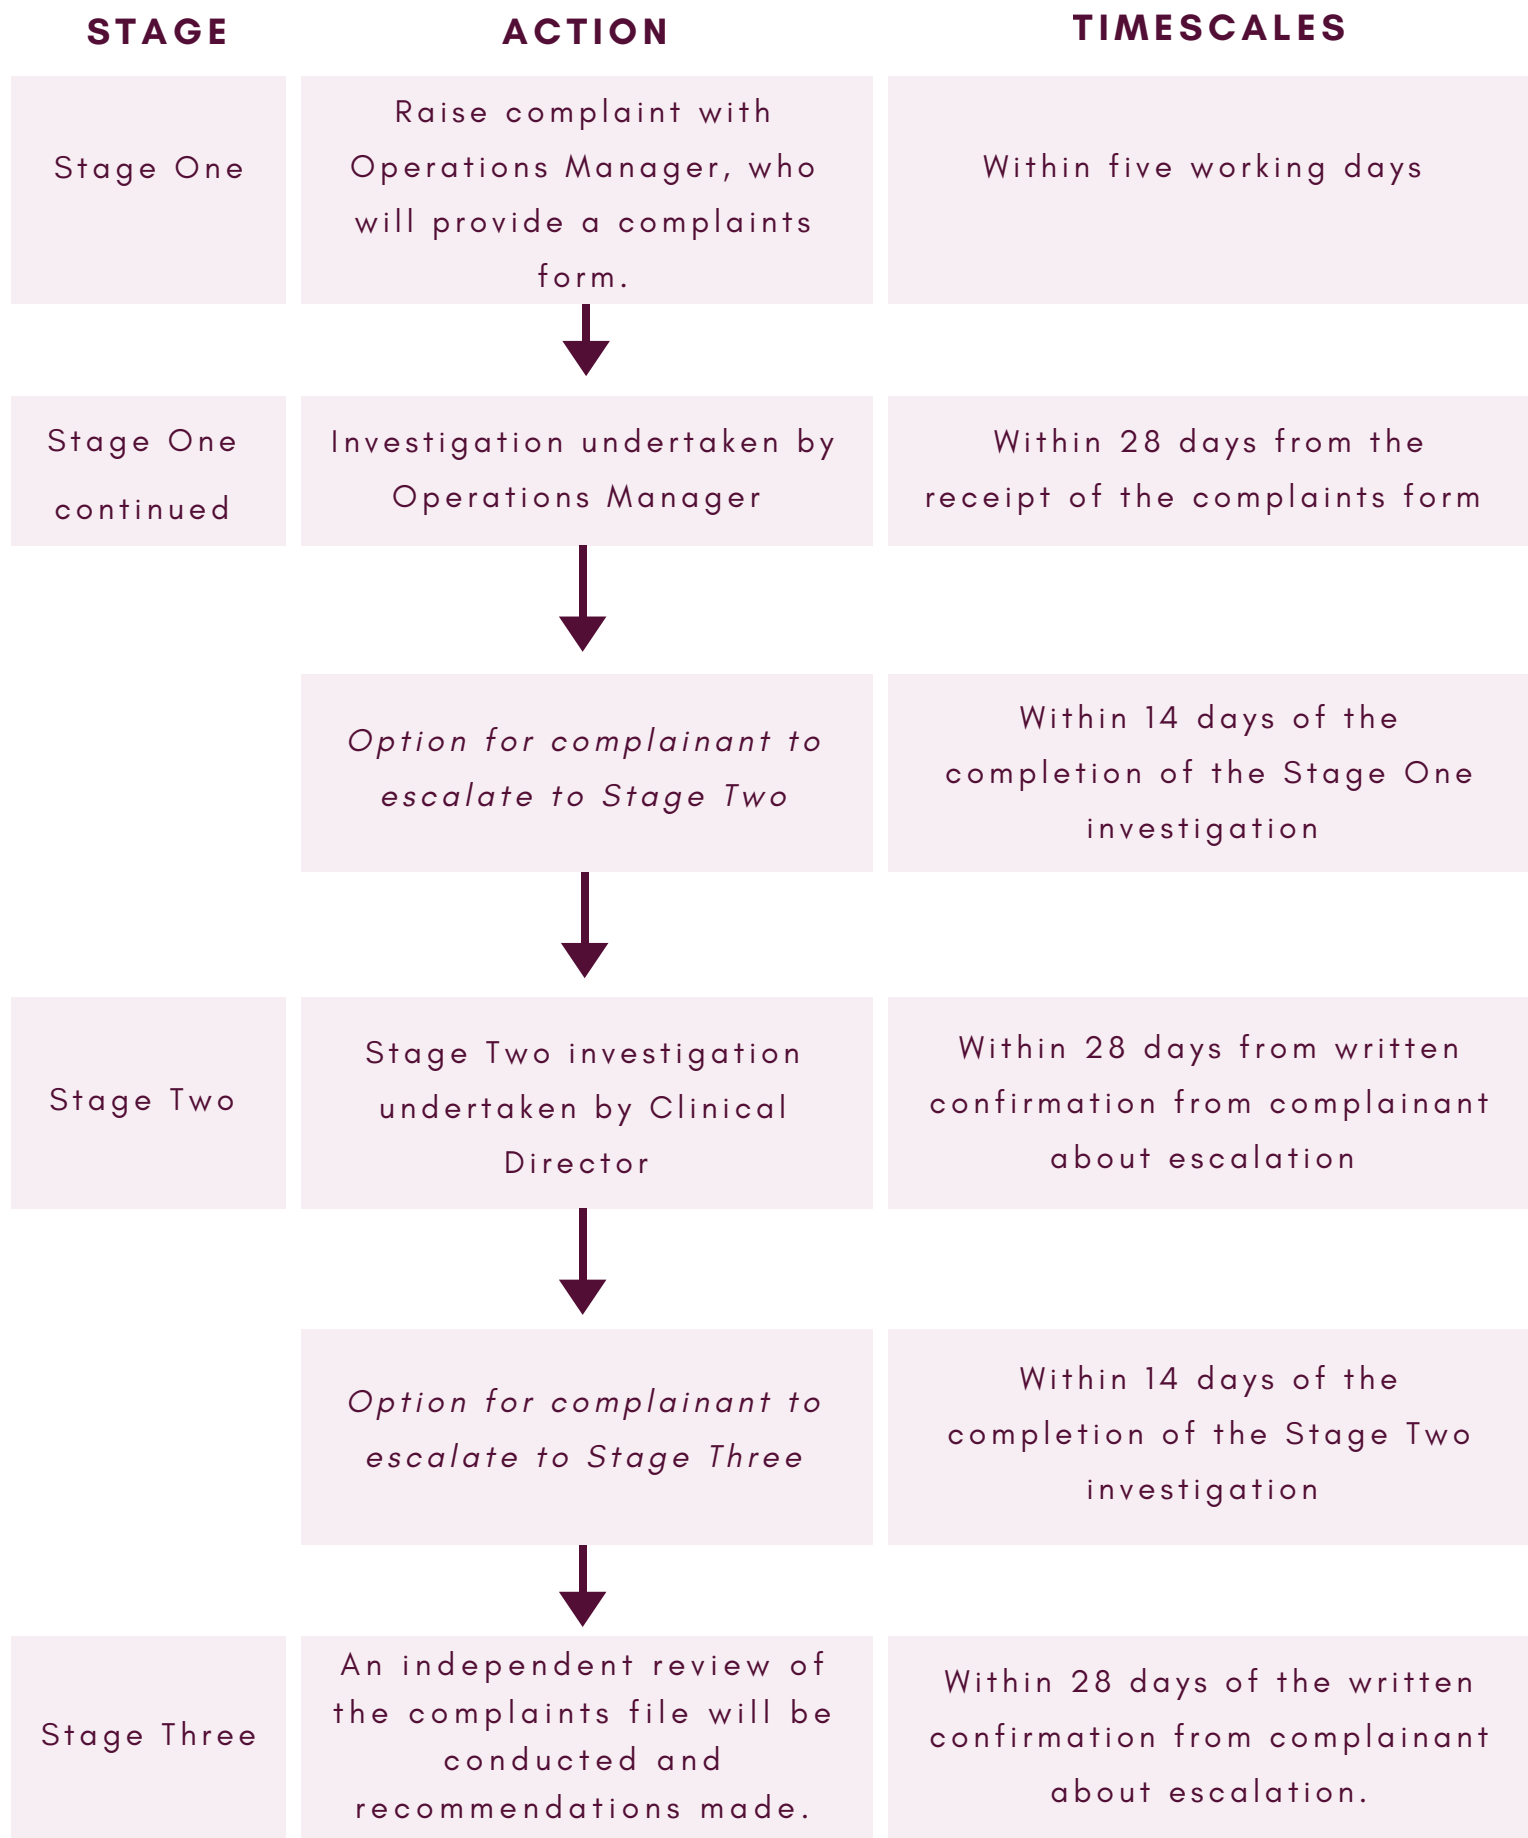 STAGE
ACTION
TIMESCALES
Stage One
Raise complaint with
Operations Manager, who
will provide a complaints
form.
Within five working days
Stage One
continued
Investigation undertaken by
Operations Manager
Within 28 days from the
receipt of the complaints form
Option for complainant to
escalate to Stage Two
Within 14 days of the
completion of the Stage One
investigation
Stage Two
Stage Two investigation
undertaken by Clinical
Director
Within 28 days from written
confirmation from complainant
about escalation
Option for complainant to
escalate to Stage Three
Within 14 days of the
completion of the Stage Two
investigation
Stage Three
An independent review of
the complaints file will be
conducted and
recommendations made.
Within 28 days of the written
confirmation from complainant
about escalation.